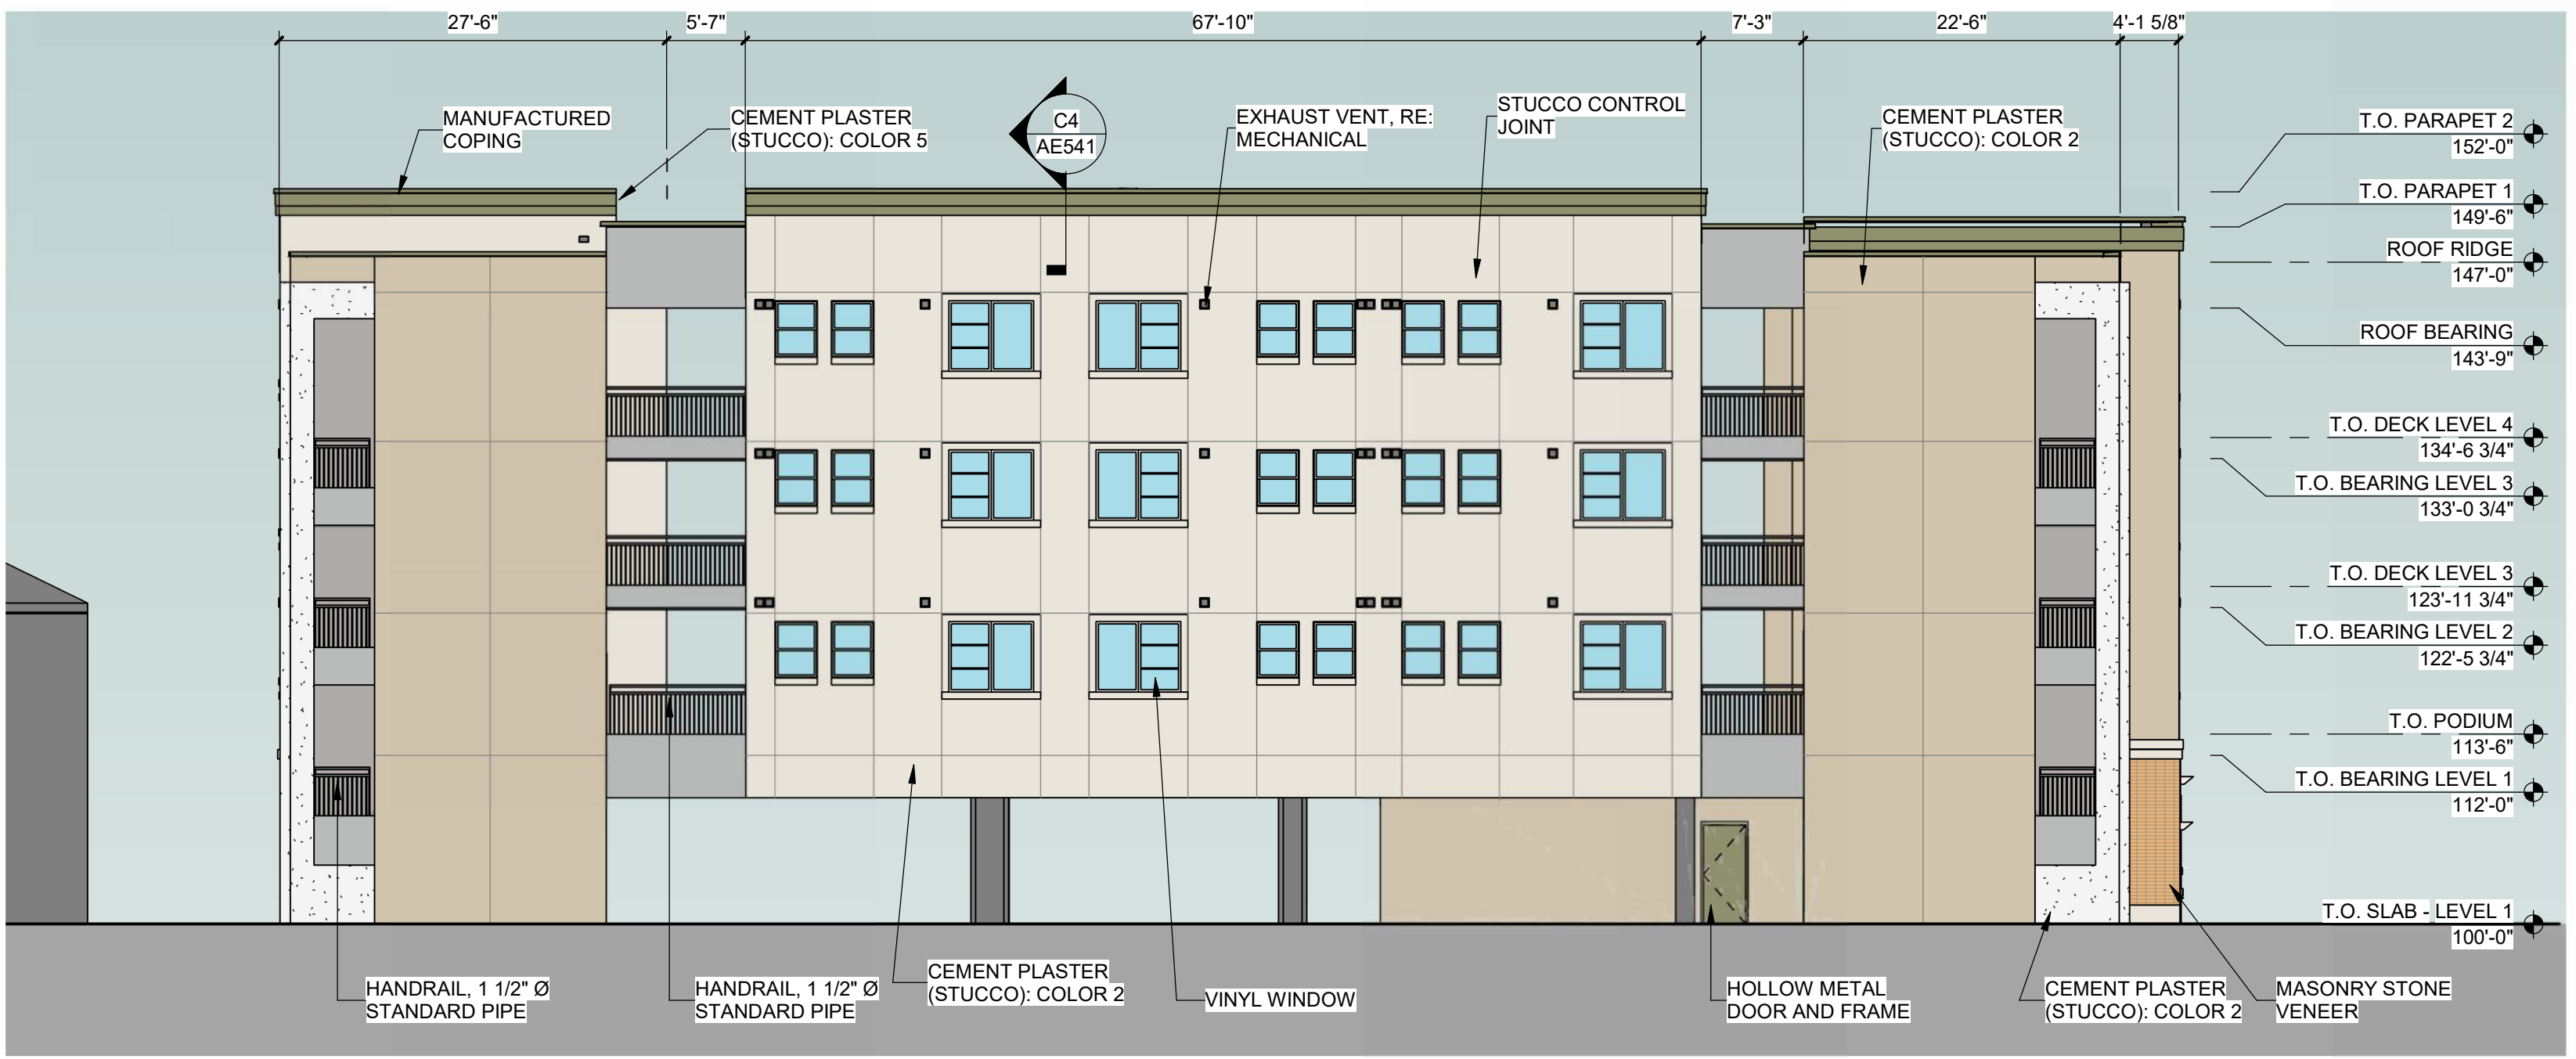 27'-6"
5'-7"
67'-10"
7'-3"
22'-6"
4'-1 5/8"
MANUFACTURED
COPING
CEMENT PLASTER
(STUCCO): COLOR 5
C4
AE541
EXHAUST VENT, RE:
MECHANICAL
STUCCO CONTROL
JOINT
CEMENT PLASTER
(STUCCO): COLOR 2
T.O. PARAPET 2
152'-0"
T.O. PARAPET 1
149'-6"
ROOF RIDGE
147'-0"
ROOF BEARING
143'-9"
T.O. DECK LEVEL 4
134'-6 3/4"
T.O. BEARING LEVEL 3
133'-0 3/4"
T.O. DECK LEVEL 3
123'-11 3/4"
T.O. BEARING LEVEL 2
122'-5 3/4"
T.O. PODIUM
113'-6"
T.O. BEARING LEVEL 1
112'-0"
T.O. SLAB - LEVEL 1
100'-0"
HANDRAIL, 1 1/2" Ø
STANDARD PIPE
HANDRAIL, 1 1/2" Ø
STANDARD PIPE
CEMENT PLASTER
(STUCCO): COLOR 2
VINYL WINDOW
HOLLOW METAL
DOOR AND FRAME
CEMENT PLASTER
(STUCCO): COLOR 2
MASONRY STONE
VENEER